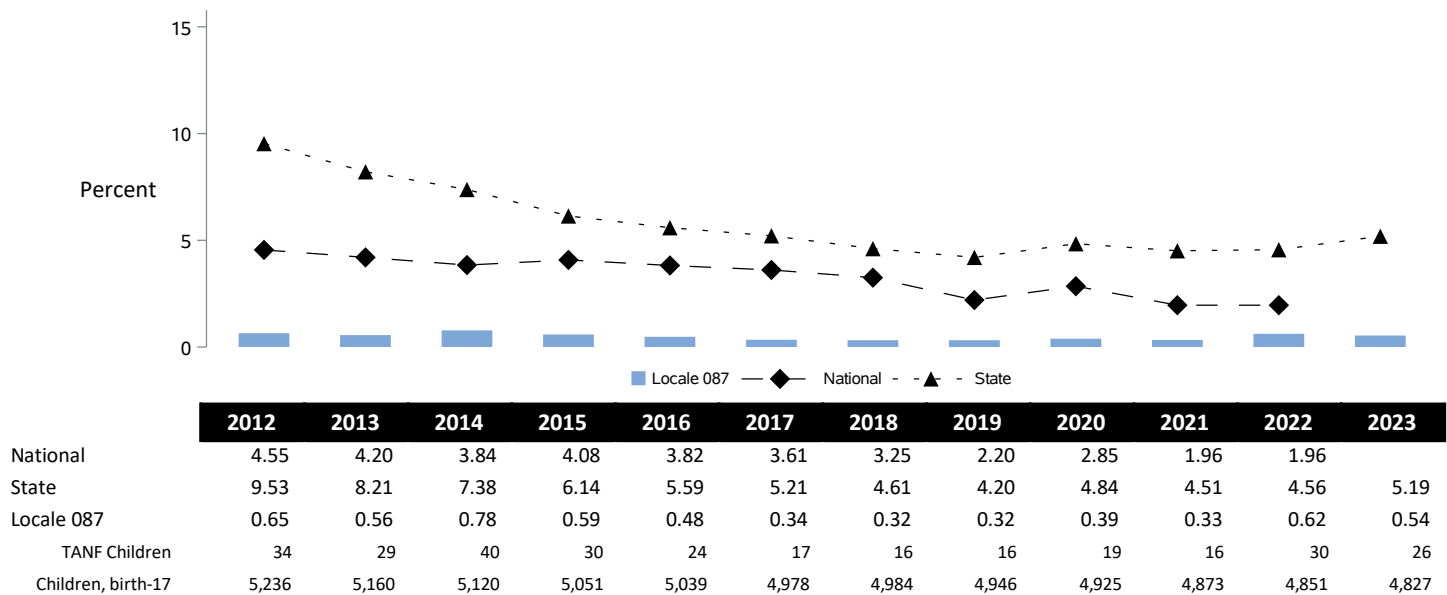 15
10
Percent
5
0
Locale 087 National State
2012 2013 2014 2015 2016 2017 2018 2019 2020 2021 2022 2023
National 4.55 4.20 3.84 4.08 3.82 3.61 3.25 2.20 2.85 1.96 1.96
State 9.53 8.21 7.38 6.14 5.59 5.21 4.61 4.20 4.84 4.51 4.56 5.19
Locale 087 0.65 0.56 0.78 0.59 0.48 0.34 0.32 0.32 0.39 0.33 0.62 0.54
TANF Children 34 29 40 30 24 17 16 16 19 16 30 26
Children, birth-17 5,236 5,160 5,120 5,051 5,039 4,978 4,984 4,946 4,925 4,873 4,851 4,827